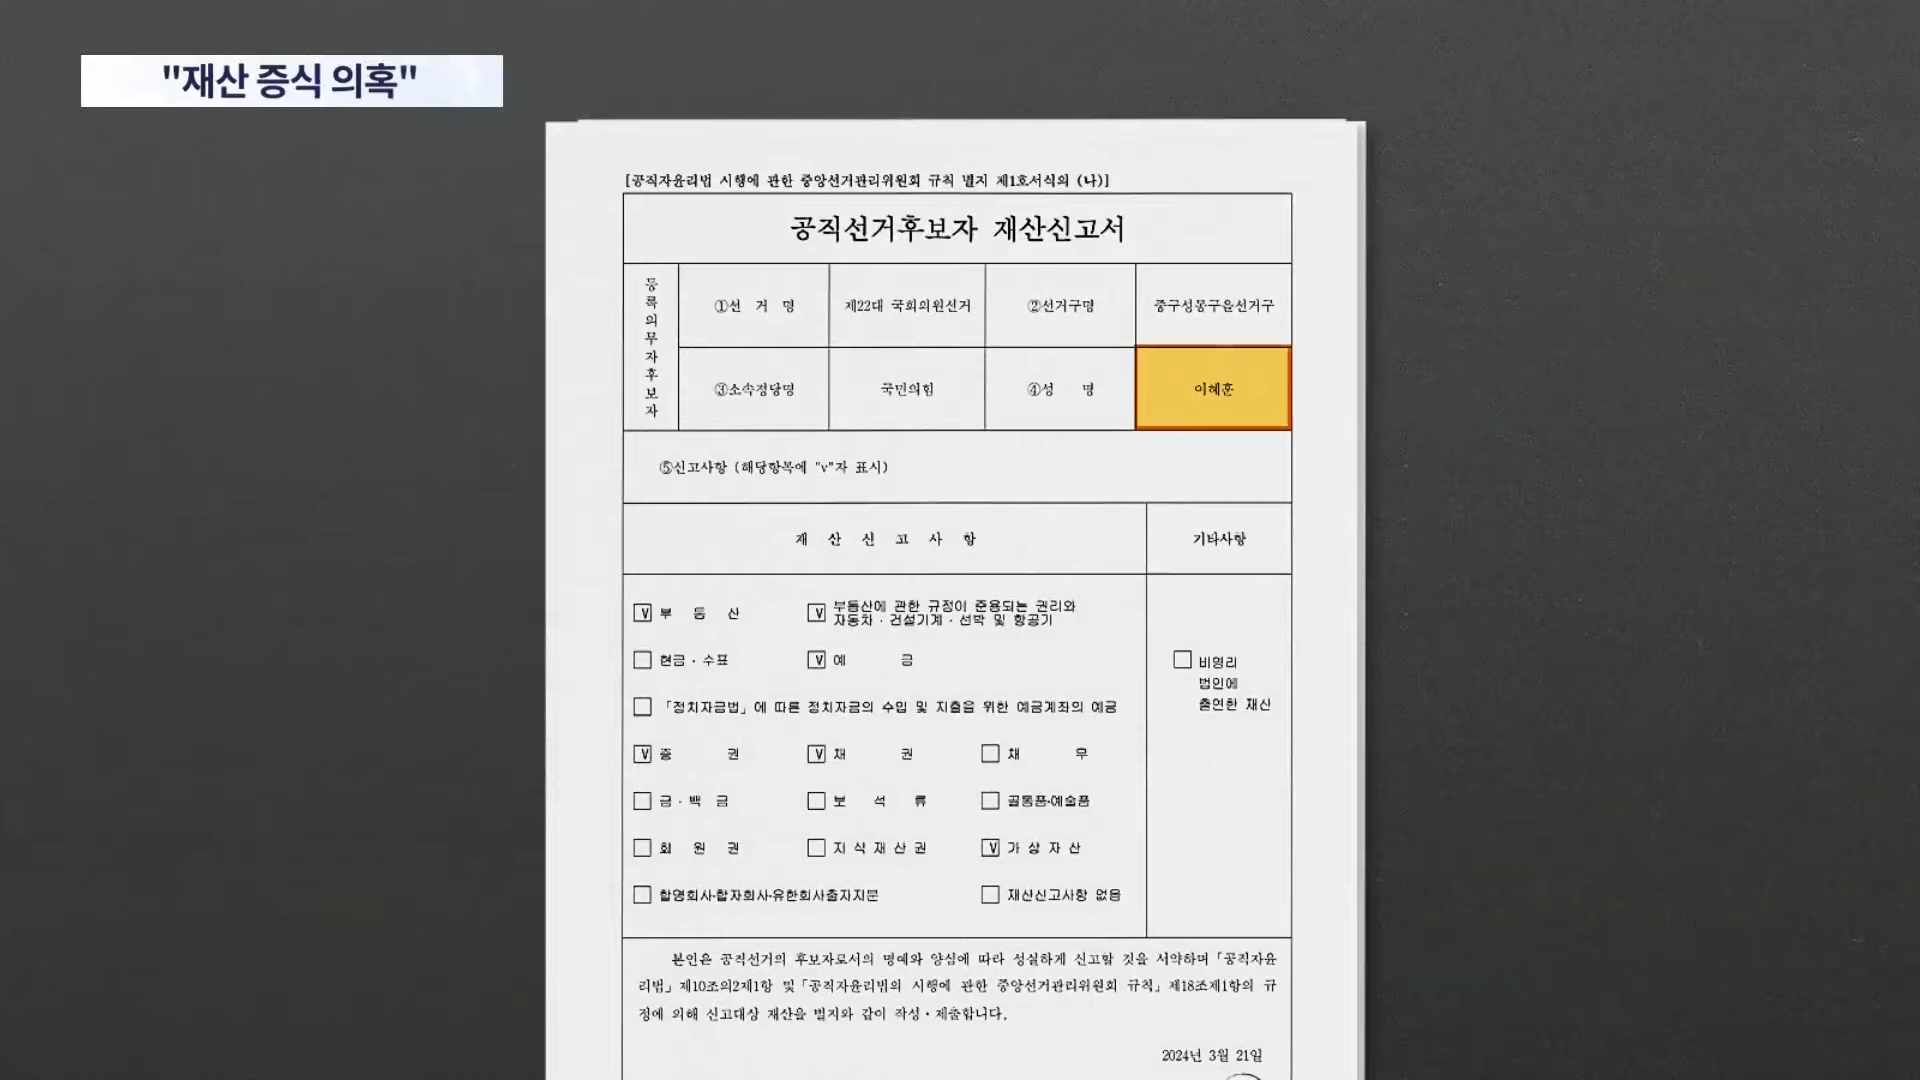 "재산 증식 의혹"
[공직자윤리법 시행에 관한 중앙선거관리위원회 규칙 별지 제1호서식의 (나)]
공직선거후보자 재산신고서
등록의무자후보자
①선 거 명 제22대 국회의원선거 ②선거구명 중구성동구을선거구
③소속정당명 국민의힘 ④성 명 이혜훈
⑤신고사항 (해당항목에 "v"자 표시)
재 산 신 고 사 항 기타사항
V 부 동 산 V 부동산에 관한 규정이 준용되는 권리와
자동차·건설기계·선박 및 항공기
현금·수표 V 예 금
비영리
법인에
출연한 재산
「정치자금법」에 따른 정치자금의 수입 및 지출을 위한 예금계좌의 예금
V 증 권 V 채 권 채 무
금·백 금 보 석 류 골동품·예술품
회 원 권 지 식 재 산 권 V 가 상 자 산
합명회사·합자회사·유한회사출자지분 재산신고사항 없음
본인은 공직선거의 후보자로서의 명예와 양심에 따라 성실하게 신고할 것을 서약하며 「공직자윤
리법」 제10조의2제1항 및 「공직자윤리법의 시행에 관한 중앙선거관리위원회 규칙」 제18조제1항의 규
정에 의해 신고대상 재산을 별지와 같이 작성·제출합니다.
2024년 3월 21일